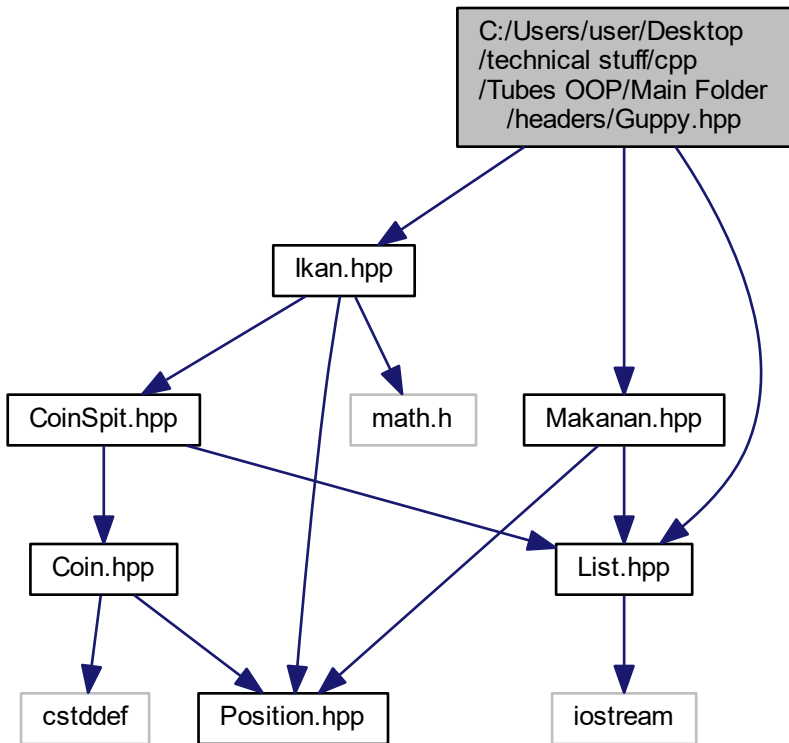 C:/Users/user/Desktop
/technical stuff/cpp
/Tubes OOP/Main Folder
/headers/Guppy.hpp
Ikan.hpp
CoinSpit.hpp
math.h
Makanan.hpp
Coin.hpp
List.hpp
cstddef
Position.hpp
iostream